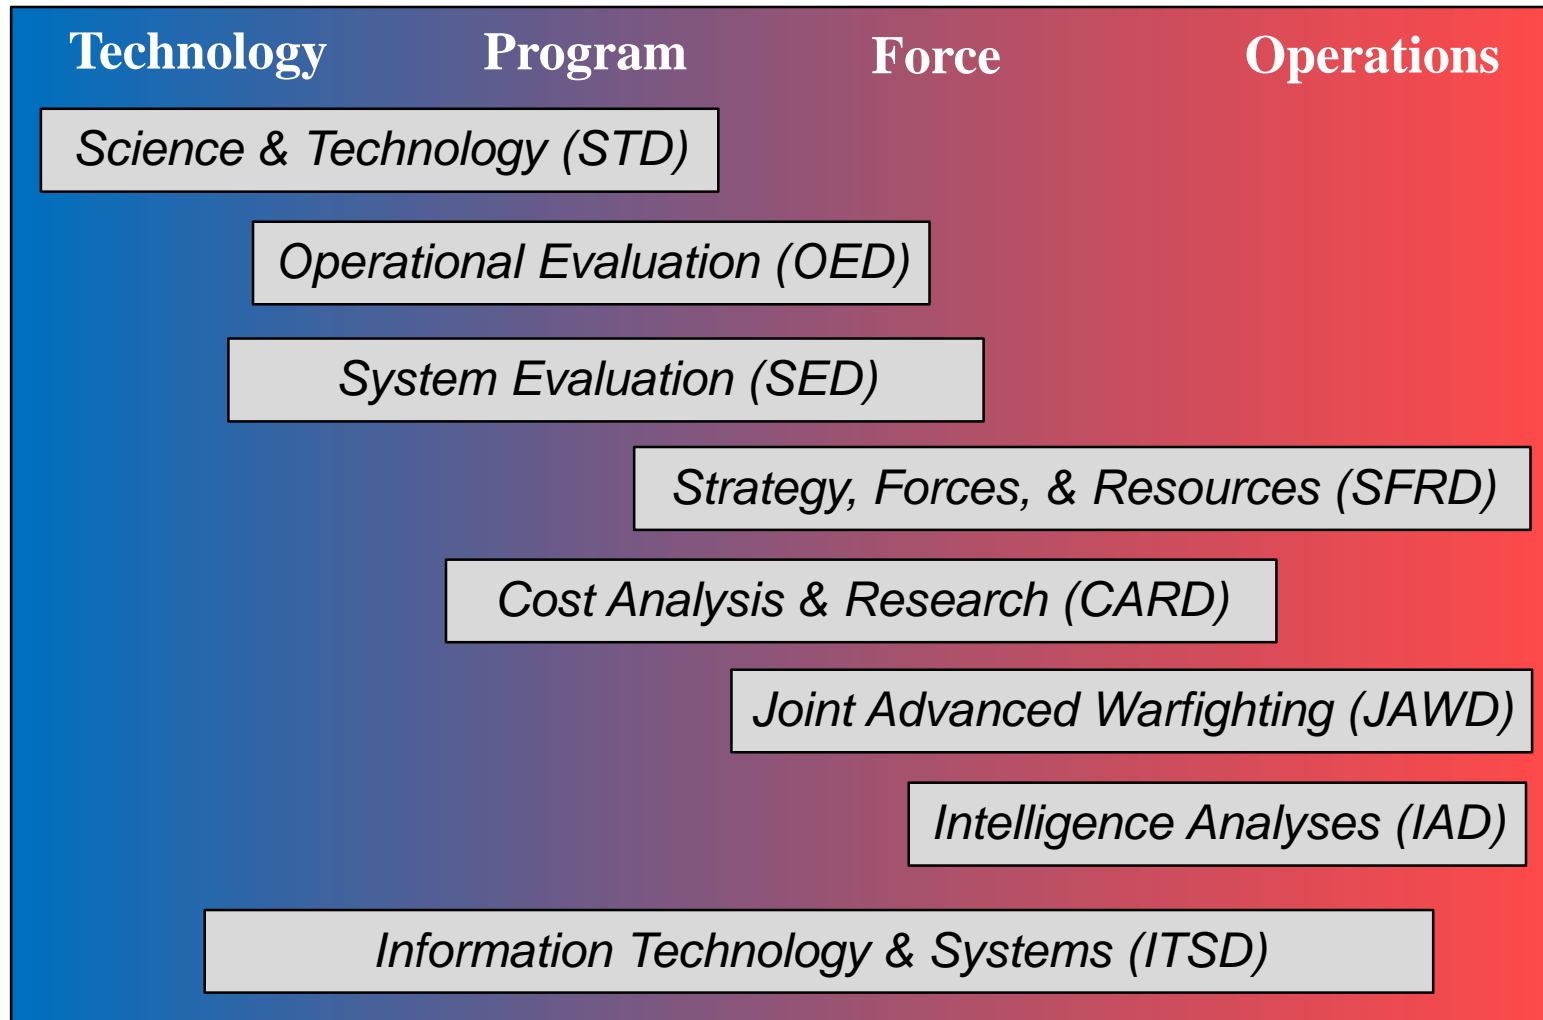 Technology Program Force Operations
Science & Technology (STD)
Operational Evaluation (OED)
System Evaluation (SED)
Strategy, Forces, & Resources (SFRD)
Cost Analysis & Research (CARD)
Joint Advanced Warfighting (JAWD)
Intelligence Analyses (IAD)
Information Technology & Systems (ITSD)